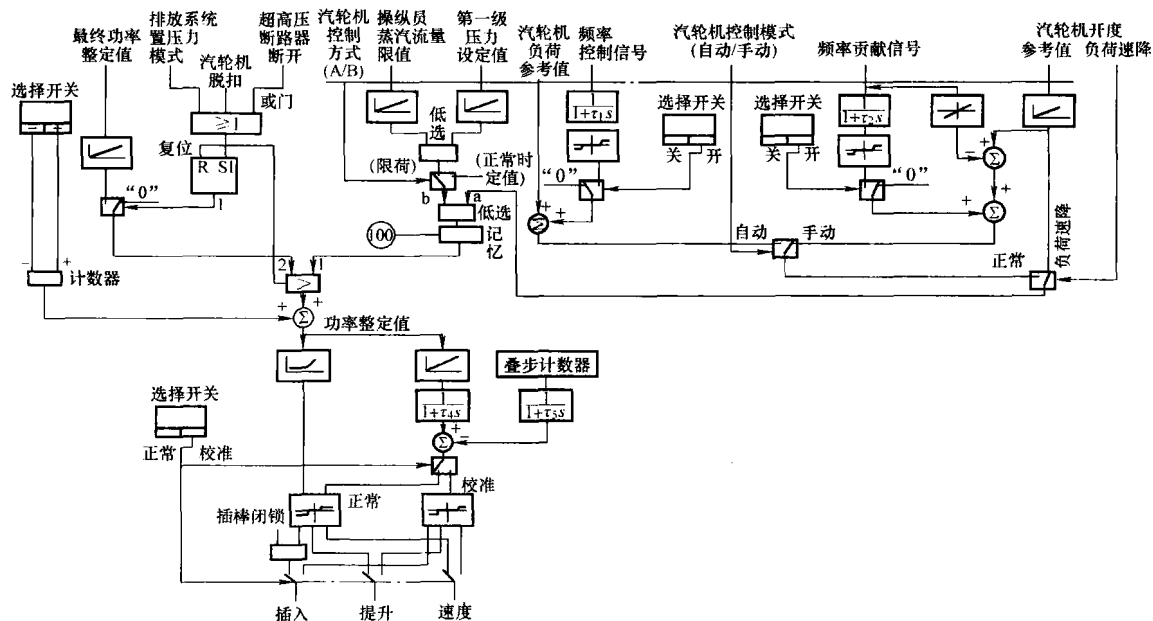 最终功率
整定值
排放系统
置压力
模式
汽轮机
脱扣
超高压
断路器
断开
或门
汽轮机
控制
方式
(A/B)
操纵员
蒸汽流量
限值
第一级
压力
设定值
汽轮机
负荷
参考值
频率
控制信号
汽轮机控制模式
(自动/手动)
频率贡献信号
汽轮机开度
参考值
负荷速降
选择开关
- +
≥1
复位
R S1
1
"0"
低选
(限荷)
(正常时
定值)
b
a
低选
100
记忆
1
1+τ₁s
选择开关
关 开
"0"
+
+
Σ
选择开关
关 开
1
1+τ₂s
"0"
+
-
Σ
+
+
Σ
自动
手动
正常
负荷速降
-
+
计数器
2
1
>
+
+
Σ
功率整定值
1
1+τ₄s
叠步计数器
1
1+τ₅s
+
-
Σ
选择开关
正常
校准
正常
校准
插棒闭锁
插入
提升
速度